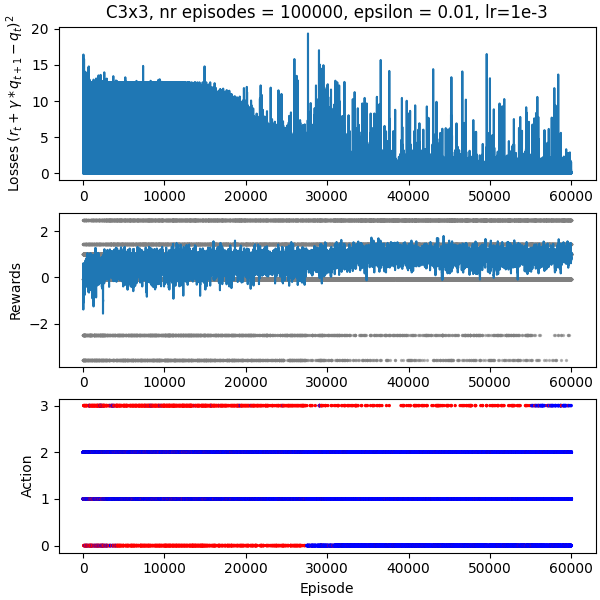 C3x3, nr episodes = 100000, epsilon = 0.01, lr=1e-3
Losses (r_t + γ * q_{t+1} − q_t)^2
20
15
10
5
0
0 10000 20000 30000 40000 50000 60000
Rewards
2
0
−2
0 10000 20000 30000 40000 50000 60000
Action
3
2
1
0
0 10000 20000 30000 40000 50000 60000
Episode